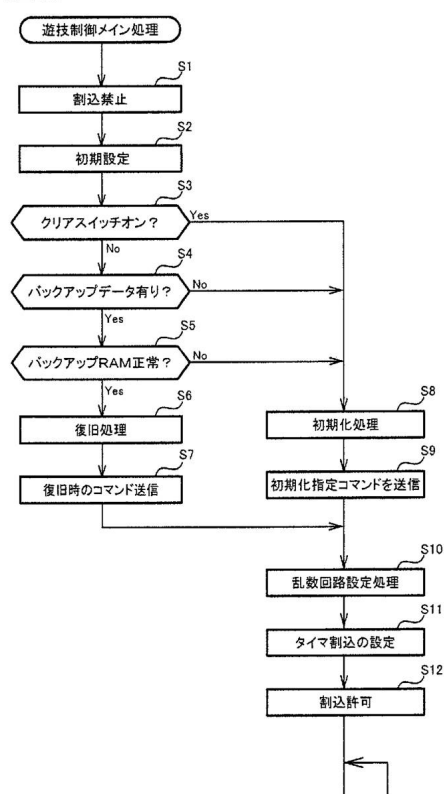 遊技制御メイン処理
S1
割込禁止
S2
初期設定
S3
クリアスイッチオン?
Yes
No
S4
バックアップデータ有り?
No
Yes
S5
バックアップRAM正常?
No
Yes
S6
復旧処理
S7
復旧時のコマンド送信
S8
初期化処理
S9
初期化指定コマンドを送信
S10
乱数回路設定処理
S11
タイマ割込の設定
S12
割込許可